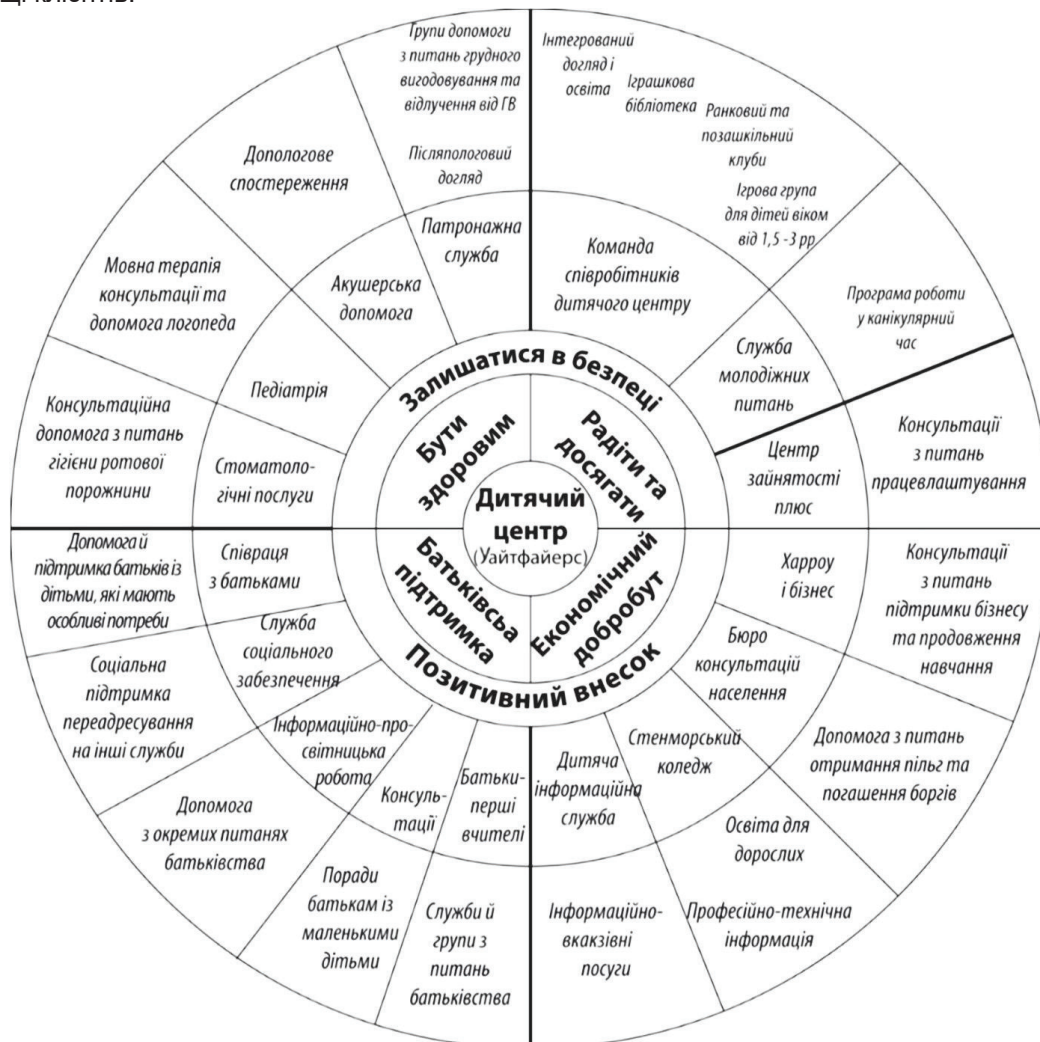 Групи допомоги
з питань грудного
вигодовування та
відлучення від ГВ
Післяпологовий
догляд
Інтегрований
догляд і
освіта
Іграшкова
бібліотека
Ранковий та
позашкільний
клуби
Ігрова група
для дітей віком
від 1,5 -3 рр
Допологове
спостереження
Патронажна
служба
Команда
співробітників
дитячого центру
Мовна терапія
консультації та
допомога логопеда
Акушерська
допомога
Програма роботи
у канікулярний
час
Служба
молодіжних
питань
Педіатрія
Консультаційна
допомога з питань
гігієни ротової
порожнини
Стоматоло-
гічні послуги
Центр
зайнятості
плюс
Консультації
з питань
працевлаштування
Залишатися в безпеці
Бути
здоровим
Радіти та
досягати
Дитячий
центр
(Уайтфайерс)
Батьківсьа
підтримка
Економічний
добробут
Позитивний внесок
Допомога й
підтримка батьків із
дітьми, які мають
особливі потреби
Співраця
з батьками
Харроу
і бізнес
Консультації
з питань
підтримки бізнесу
та продовження
навчання
Соціальна
підтримка
переадресування
на інші служби
Служба
соціального
забезпечення
Бюро
консультацій
населення
Допомога з питань
отримання пільг та
погашення боргів
Інформаційно-про-
світницька
робота
Стенморський
коледж
Допомога
з окремих питанях
батьківства
Консуль-
тації
Батьки-
перші
вчителі
Дитяча
інформаційна
служба
Освіта для
дорослих
Професійно-технічна
інформація
Поради
батькам із
маленькими
дітьми
Служби й
групи з
питань
батьківства
Інформаційно-
вкакзівні
посуги